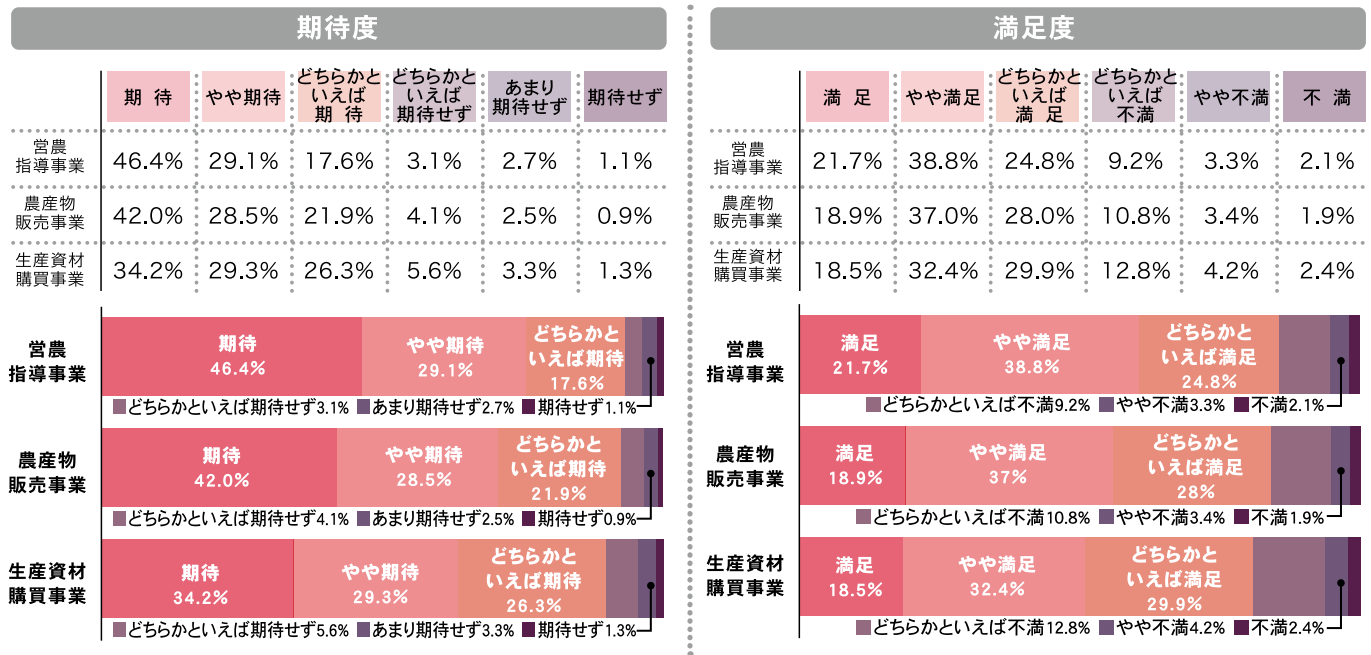 期待度
期 待
やや期待
どちらかと
いえば
期 待
どちらかと
いえば
期待せず
あまり
期待せず
期待せず
営農
指導事業
46.4%
29.1%
17.6%
3.1%
2.7%
1.1%
農産物
販売事業
42.0%
28.5%
21.9%
4.1%
2.5%
0.9%
生産資材
購買事業
34.2%
29.3%
26.3%
5.6%
3.3%
1.3%
営農
指導事業
期待
46.4%
やや期待
29.1%
どちらかと
いえば期待
17.6%
どちらかといえば期待せず3.1% あまり期待せず2.7% 期待せず1.1%
農産物
販売事業
期待
42.0%
やや期待
28.5%
どちらかと
いえば期待
21.9%
どちらかといえば期待せず4.1% あまり期待せず2.5% 期待せず0.9%
生産資材
購買事業
期待
34.2%
やや期待
29.3%
どちらかと
いえば期待
26.3%
どちらかといえば期待せず5.6% あまり期待せず3.3% 期待せず1.3%
満足度
満 足
やや満足
どちらかと
いえば
満 足
どちらかと
いえば
不満
やや不満
不 満
営農
指導事業
21.7%
38.8%
24.8%
9.2%
3.3%
2.1%
農産物
販売事業
18.9%
37.0%
28.0%
10.8%
3.4%
1.9%
生産資材
購買事業
18.5%
32.4%
29.9%
12.8%
4.2%
2.4%
営農
指導事業
満足
21.7%
やや満足
38.8%
どちらかと
いえば満足
24.8%
どちらかといえば不満9.2% やや不満3.3% 不満2.1%
農産物
販売事業
満足
18.9%
やや満足
37%
どちらかと
いえば満足
28%
どちらかといえば不満10.8% やや不満3.4% 不満1.9%
生産資材
購買事業
満足
18.5%
やや満足
32.4%
どちらかと
いえば満足
29.9%
どちらかといえば不満12.8% やや不満4.2% 不満2.4%